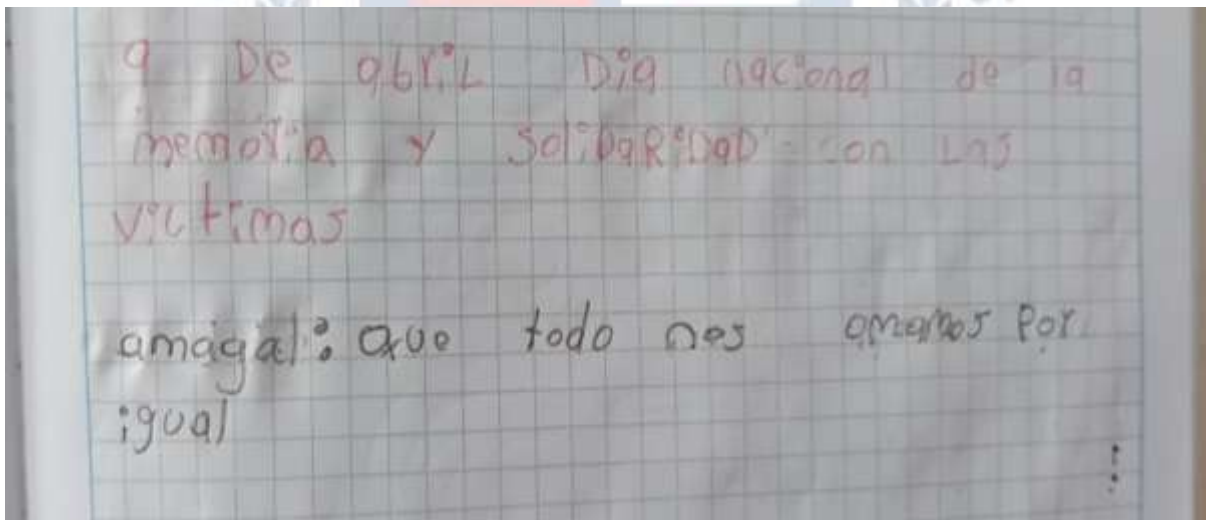 9 De abriL Dia nacional de la
memoria y SoliDaRiDaD con Las
victimas
amagal: Que todo nos amamos por
igual